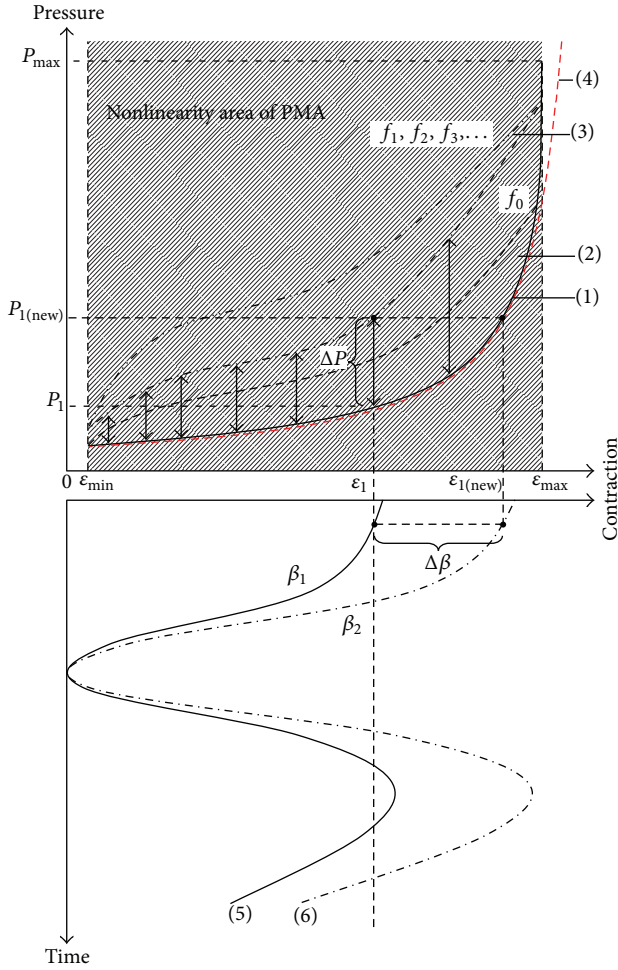 Pressure
P_max
(4)
Nonlinearity area of PMA
f_1, f_2, f_3,...
(3)
f_0
(2)
(1)
P_1(new)
ΔP
P_1
0
ε_min
ε_1
ε_1(new)
ε_max
Contraction
β_1
Δβ
β_2
(5)
(6)
Time